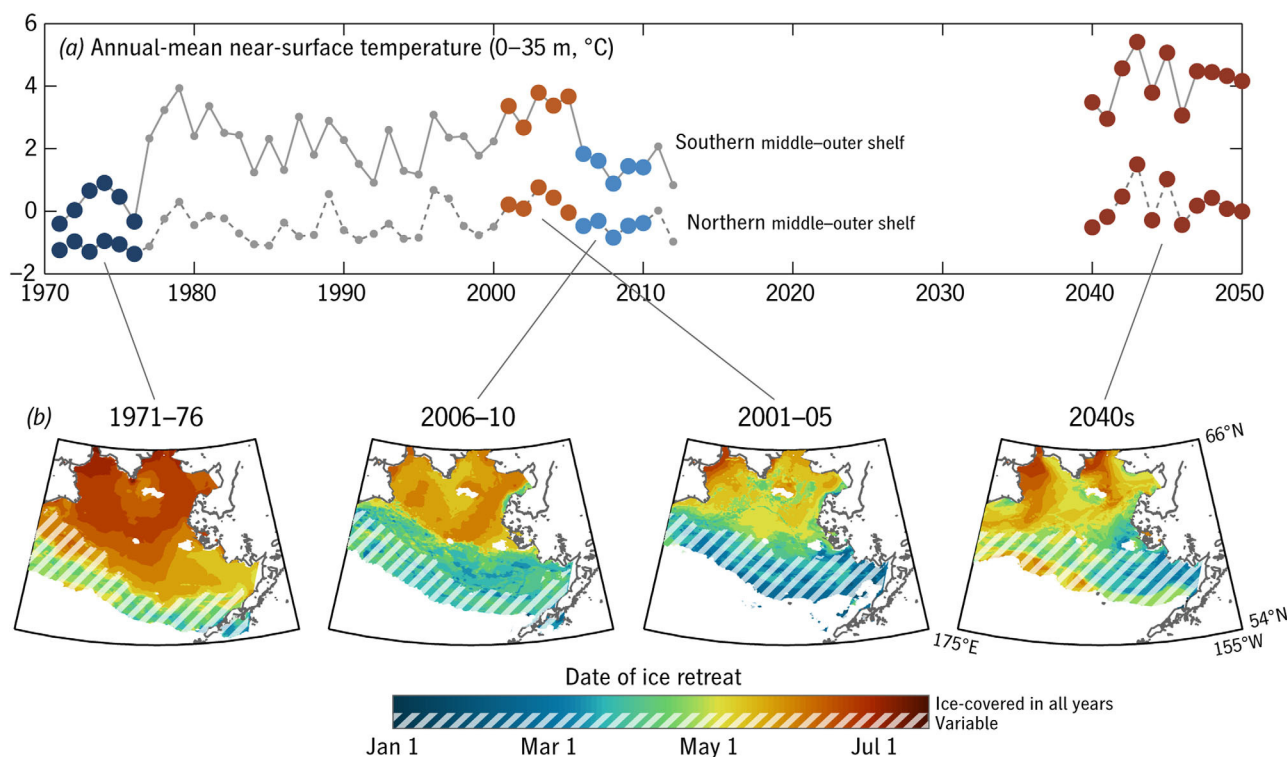 (a) Annual-mean near-surface temperature (0–35 m, °C)
6
4
2
0
−2
Southern middle–outer shelf
Northern middle–outer shelf
1970 1980 1990 2000 2010 2020 2030 2040 2050
(b) 1971–76 2006–10 2001–05 2040s
66°N
54°N
175°E 155°W
Date of ice retreat
Ice-covered in all years
Variable
Jan 1 Mar 1 May 1 Jul 1